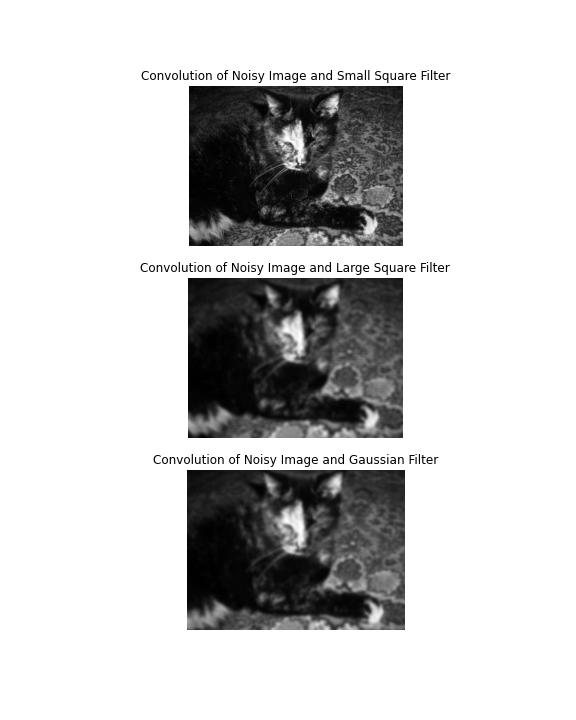 Convolution of Noisy Image and Small Square Filter
Convolution of Noisy Image and Large Square Filter
Convolution of Noisy Image and Gaussian Filter